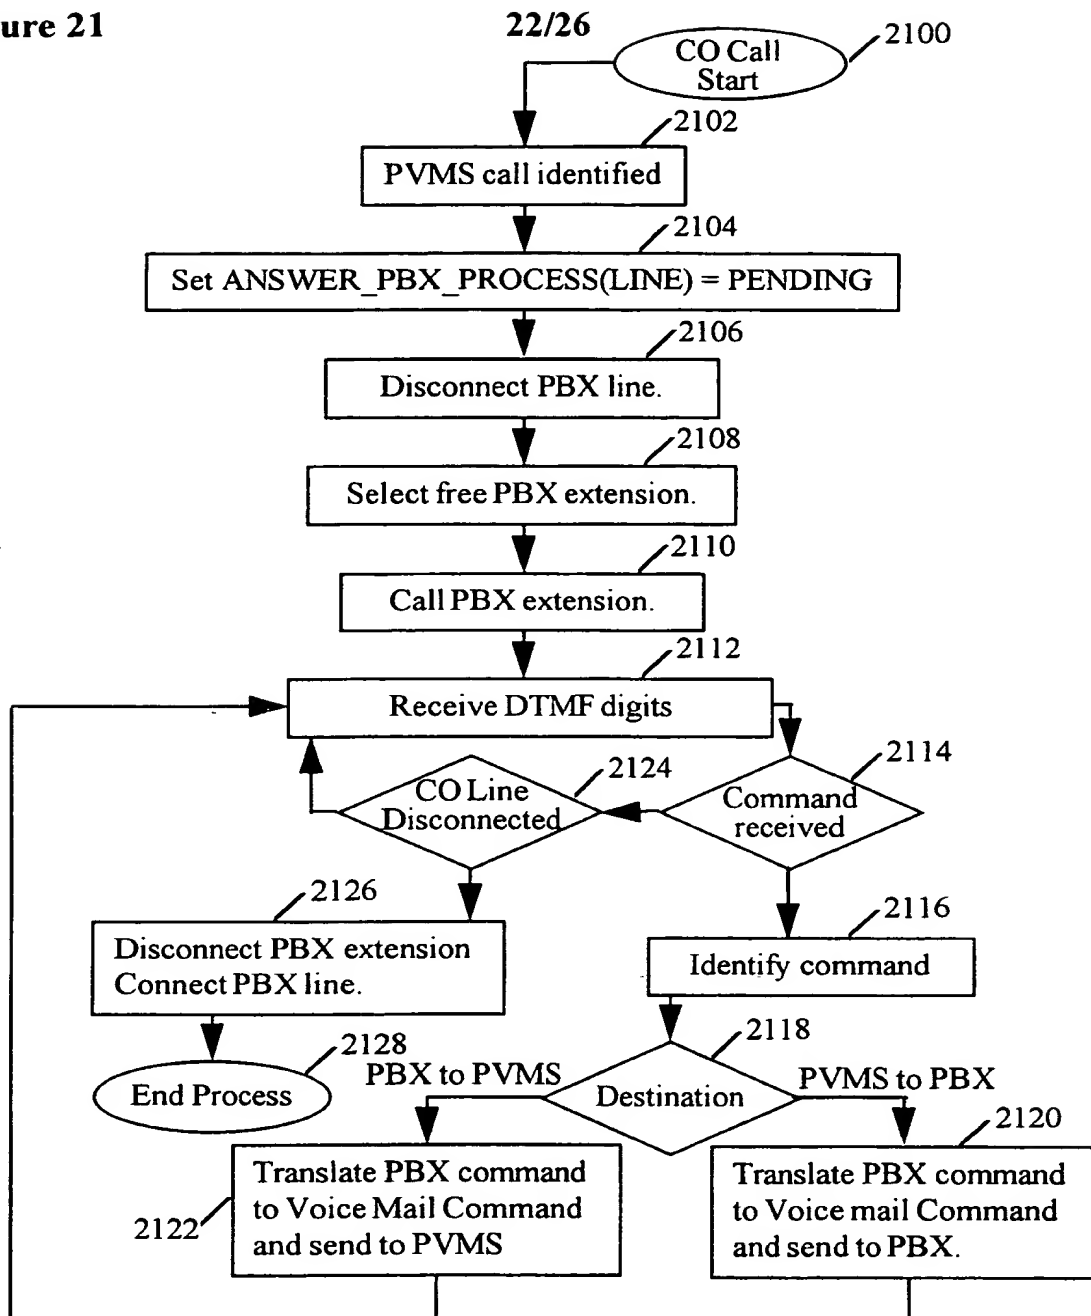 ure 21
22/26
CO Call
Start
2100
2102
PVMS call identified
2104
Set ANSWER_PBX_PROCESS(LINE) = PENDING
2106
Disconnect PBX line.
2108
Select free PBX extension.
2110
Call PBX extension.
2112
Receive DTMF digits
2114
Command
received
2124
CO Line
Disconnected
2126
Disconnect PBX extension
Connect PBX line.
2116
Identify command
2128
End Process
2118
PBX to PVMS
Destination
PVMS to PBX
2120
Translate PBX command
to Voice Mail Command
and send to PVMS
2122
Translate PBX command
to Voice mail Command
and send to PBX.